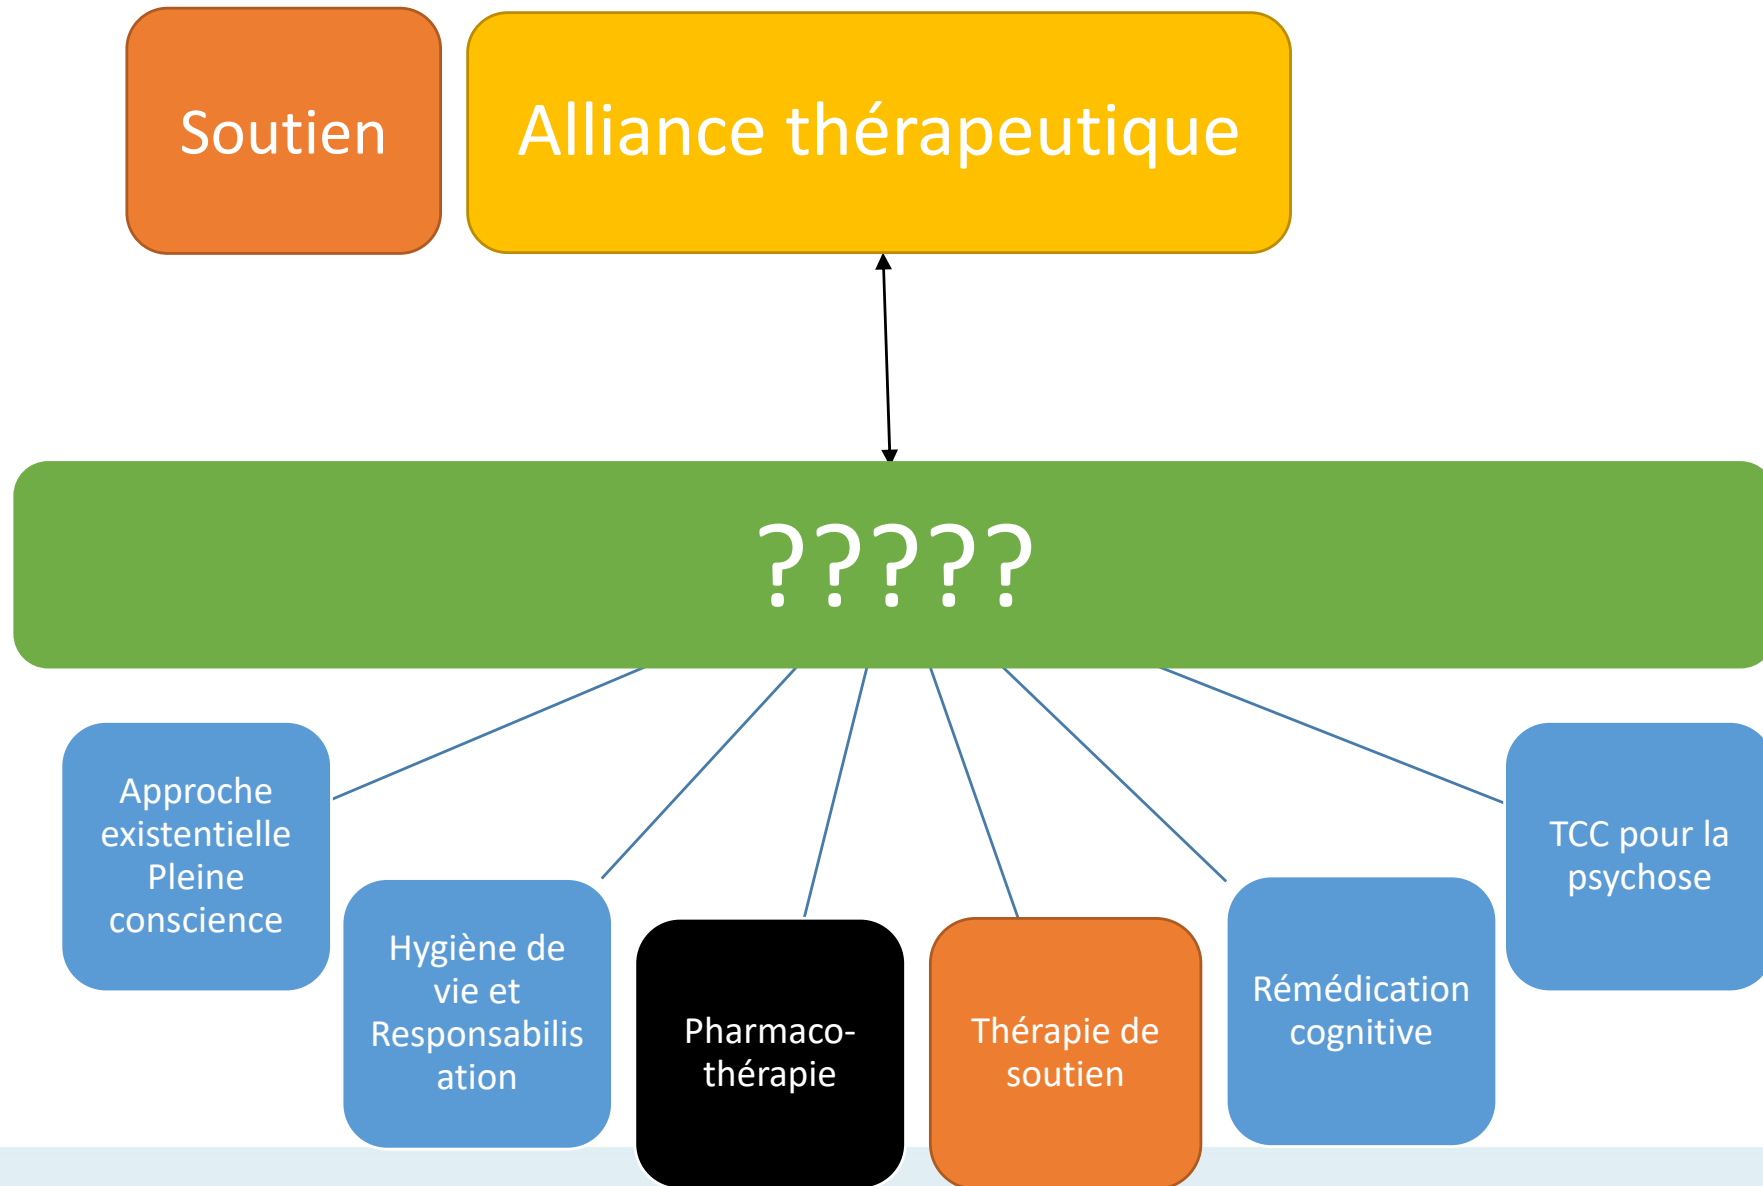 Soutien
Alliance thérapeutique
?????
Approche
existentielle
Pleine
conscience
Hygiène de
vie et
Responsabilis
ation
Pharmaco-
thérapie
Thérapie de
soutien
Rémédication
cognitive
TCC pour la
psychose